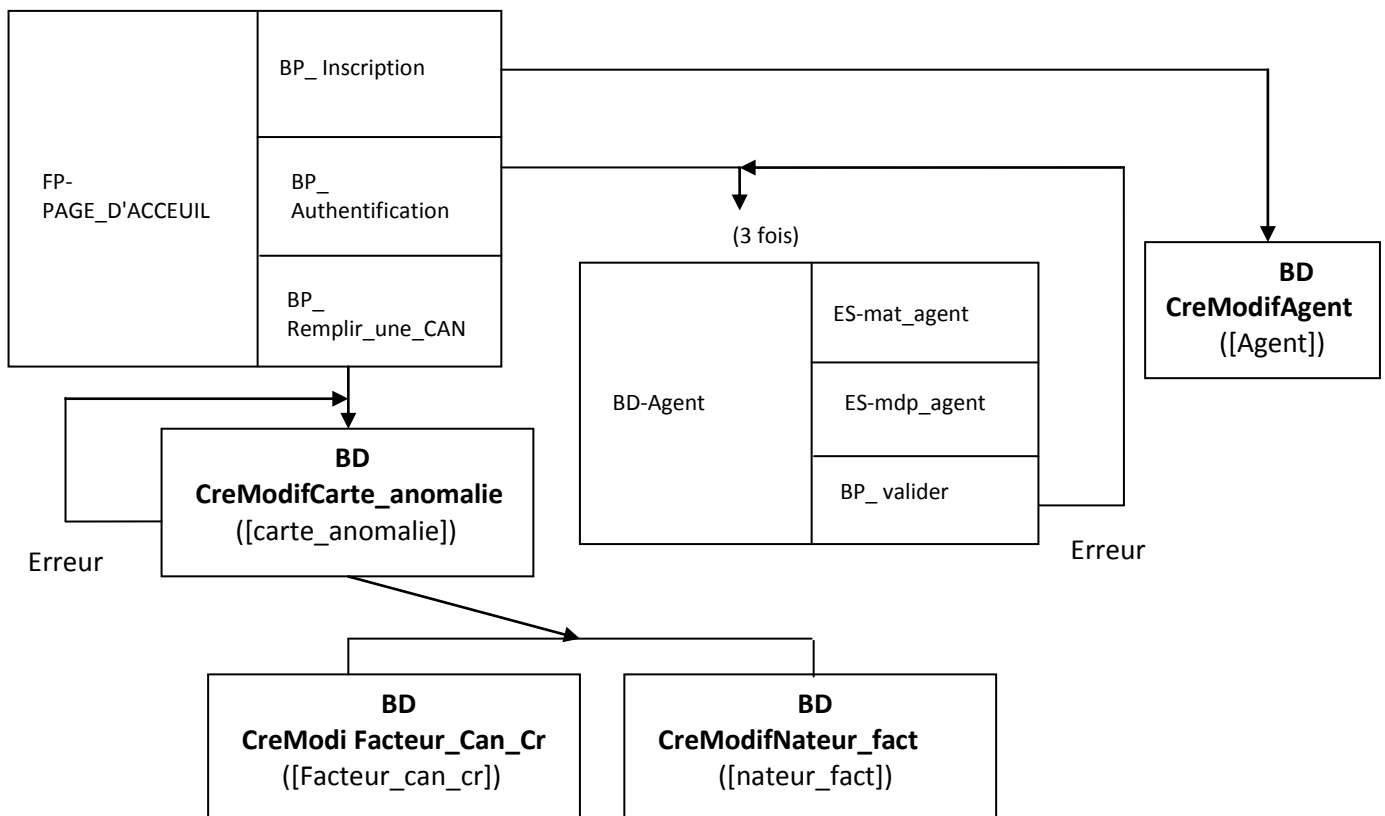 BP_ Inscription
FP-
PAGE_D'ACCEUIL
BP_
Authentification
(3 fois)
BP_
Remplir_une_CAN
BD
CreModifAgent
([Agent])
BD-Agent
ES-mat_agent
ES-mdp_agent
BP_ valider
Erreur
BD
CreModifCarte_anomalie
([carte_anomalie])
Erreur
BD
CreModi Facteur_Can_Cr
([Facteur_can_cr])
BD
CreModifNateur_fact
([nateur_fact])